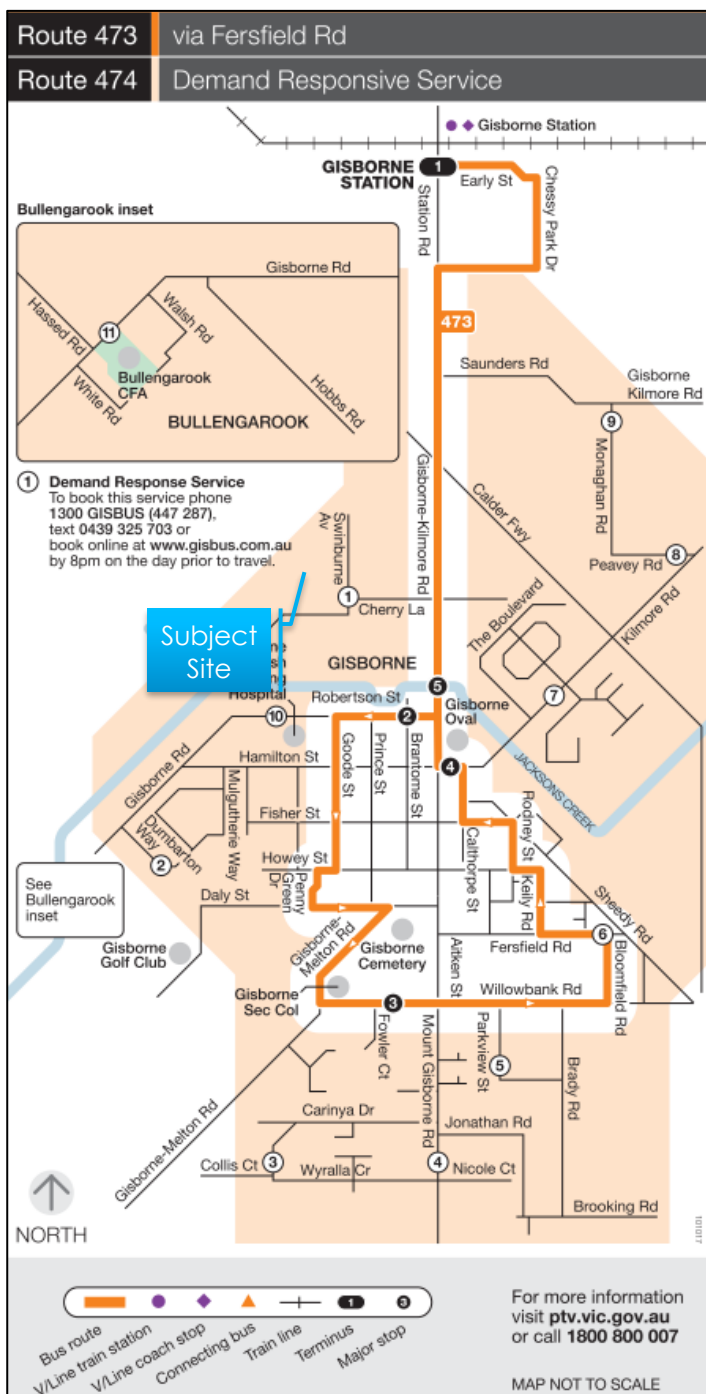 Route 473 via Fersfield Rd
Route 474 Demand Responsive Service
Gisborne Station
GISBORNE
STATION
1
Early St
Station Rd
Chessy Park Dr
Bullengarook inset
Gisborne Rd
Hassed Rd
11
Walsh Rd
Bullengarook
CFA
White Rd
Hobbs Rd
BULLENGAROOK
473
Saunders Rd
Gisborne
Kilmore Rd
9
Monaghan Rd
8
Peavey Rd
Gisborne-Kilmore Rd
Calder Fwy
Kilmore Rd
1 Demand Response Service
To book this service phone
1300 GISBUS (447 287),
text 0439 325 703 or
book online at www.gisbus.com.au
by 8pm on the day prior to travel.
Swinburne
Av
1
Cherry La
The Boulevard
Subject
Site
ne
sh
ng
Hospital
GISBORNE
5
7
Robertson St
2
Gisborne
Oval
10
Gisborne Rd
Hamilton St
4
JACKSONS CREEK
Goode St
Prince St
Brantome St
Mulgutherie Way
Dumbarton
Way
2
Fisher St
Calthorpe St
Rodney St
Howey St
Penny
Green
Dr
Keily Rd
Sheedy Rd
See
Bullengarook
inset
Daly St
Gisborne-
Melton Rd
Gisborne
Cemetery
Aitken St
Fersfield Rd
6
Bloomfield Rd
Gisborne
Golf Club
Gisborne
Sec Col
Willowbank Rd
3
Fowler Ct
Mount Gisborne Rd
Parkview St
5
Brady Rd
Gisborne-Melton Rd
Carinya Dr
Jonathan Rd
Collis Ct
3
Wyralla Cr
4
Nicole Ct
Brooking Rd
NORTH
101017
1
3
Bus route
V/Line train station
V/Line coach stop
Connecting bus
Train line
Terminus
Major stop
For more information
visit ptv.vic.gov.au
or call 1800 800 007
MAP NOT TO SCALE